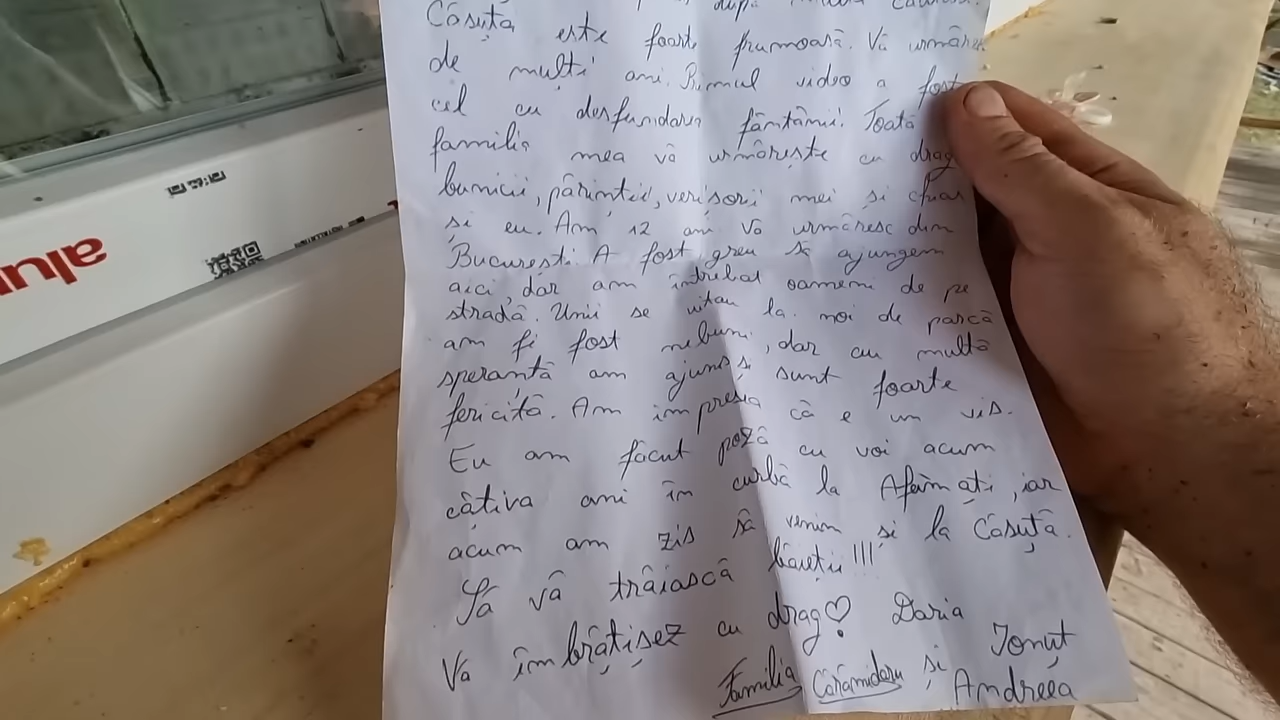 după
Căsuța este foarte frumoasă. Vă urmăresc
de mulți ani. Primul video a fost
cel cu desfundarea fântânii! Toată
familia mea vă urmărește cu drag
bunicii, părinții, verișorii mei și chiar
și eu. Am 12 ani vă urmăresc din
București. A fost greu să ajungem
aici, dar am întrebat oameni de pe
stradă. Unii se uitau la noi de parcă
am fi fost nebuni, dar cu multă
speranță am ajuns și sunt foarte
fericită. Am impresia că e un vis.
Eu am făcut poză cu voi acum
câtiva ani în curbă la Afumați, iar
acum am zis să venim și la Căsuță.
Să vă trăiască băieții!!!
Vă îmbrățișez cu drag♡! Daria
Ionuț
Familia Cărămidaru și Andreea
alu